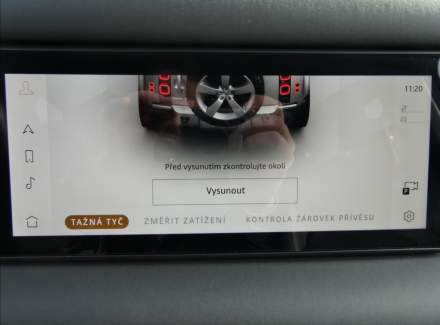 11:20
Před vysunutím zkontrolujte okolí
Vysunout
TAŽNÁ TYČ ZMĚŘIT ZATÍŽENÍ KONTROLA ŽÁROVEK PŘÍVĚSU
P